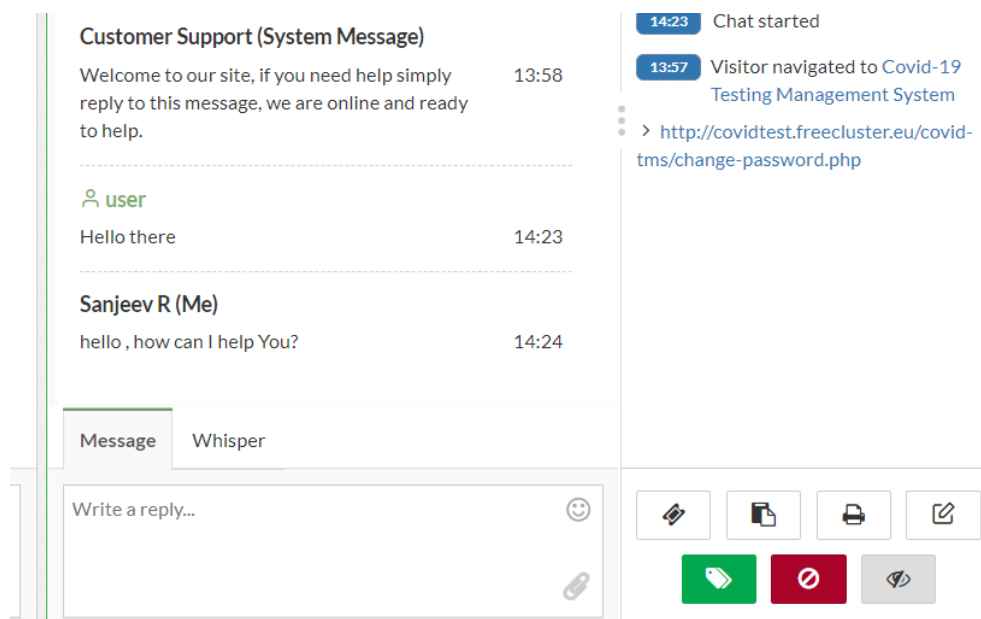 Customer Support (System Message)
Welcome to our site, if you need help simply 13:58
reply to this message, we are online and ready
to help.
user
Hello there 14:23
Sanjeev R (Me)
hello , how can I help You? 14:24
Message Whisper
Write a reply...
14:23 Chat started
13:57 Visitor navigated to Covid-19
Testing Management System
> http://covidtest.freecluster.eu/covid-
tms/change-password.php